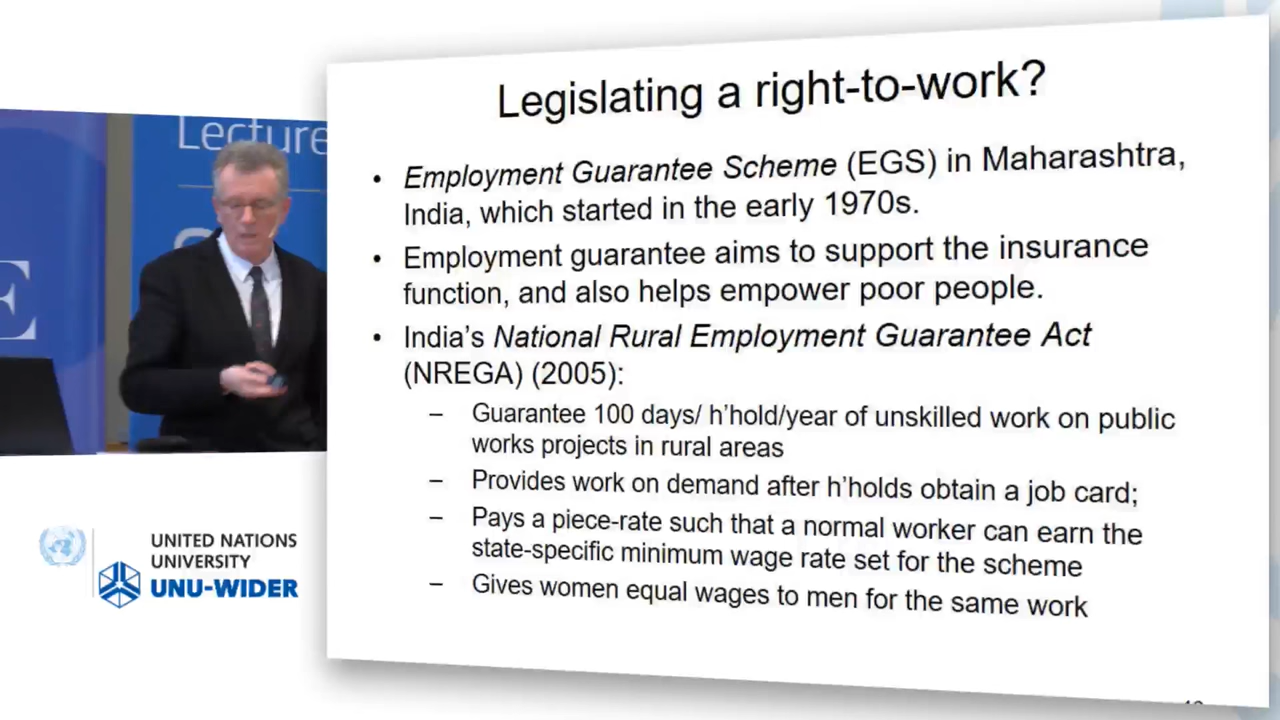 Legislating a right-to-work?
• Employment Guarantee Scheme (EGS) in Maharashtra,
India, which started in the early 1970s.
• Employment guarantee aims to support the insurance
function, and also helps empower poor people.
• India's National Rural Employment Guarantee Act
(NREGA) (2005):
– Guarantee 100 days/ h'hold/year of unskilled work on public
works projects in rural areas
– Provides work on demand after h'holds obtain a job card;
– Pays a piece-rate such that a normal worker can earn the
state-specific minimum wage rate set for the scheme
– Gives women equal wages to men for the same work
Lecture
E
UNITED NATIONS
UNIVERSITY
UNU-WIDER